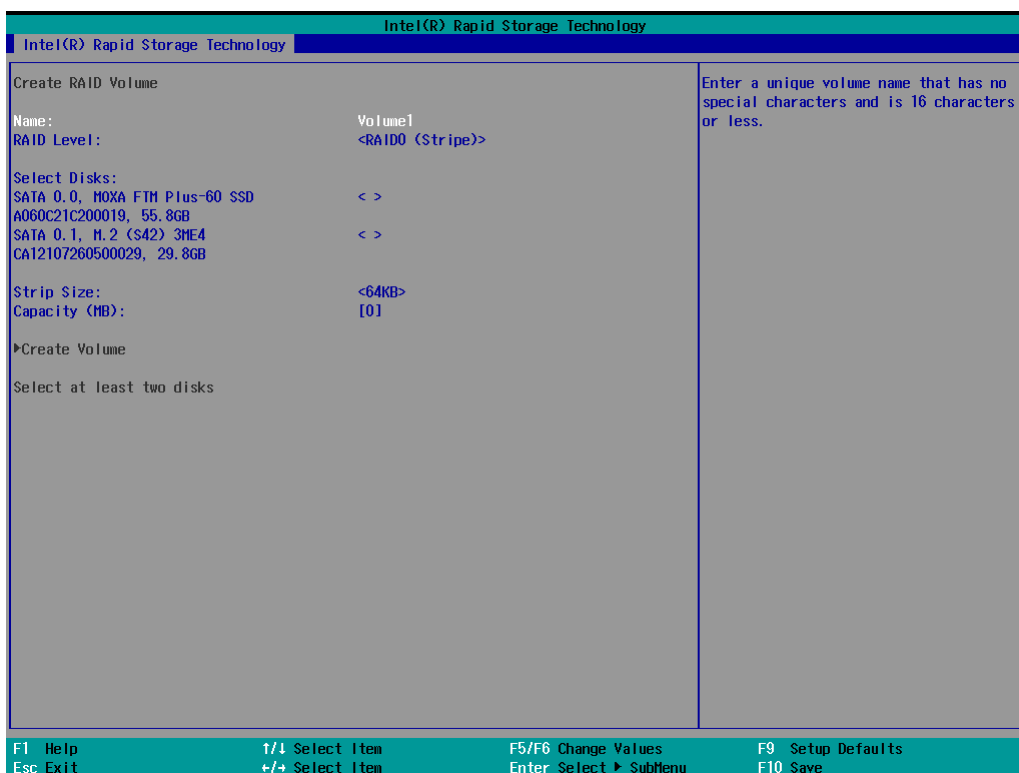 Intel(R) Rapid Storage Technology
Intel(R) Rapid Storage Technology
Create RAID Volume
Enter a unique volume name that has no
special characters and is 16 characters
or less.
Name: Volume1
RAID Level: <RAID0 (Stripe)>
Select Disks:
SATA 0.0, MOXA FTM Plus-60 SSD < >
A060C21C200019, 55.8GB
SATA 0.1, M.2 (S42) 3ME4 < >
CA12107260500029, 29.8GB
Strip Size: <64KB>
Capacity (MB): [0]
▶Create Volume
Select at least two disks
F1 Help ↑/↓ Select Item F5/F6 Change Values F9 Setup Defaults
Esc Exit ←/→ Select Item Enter Select ▶ SubMenu F10 Save